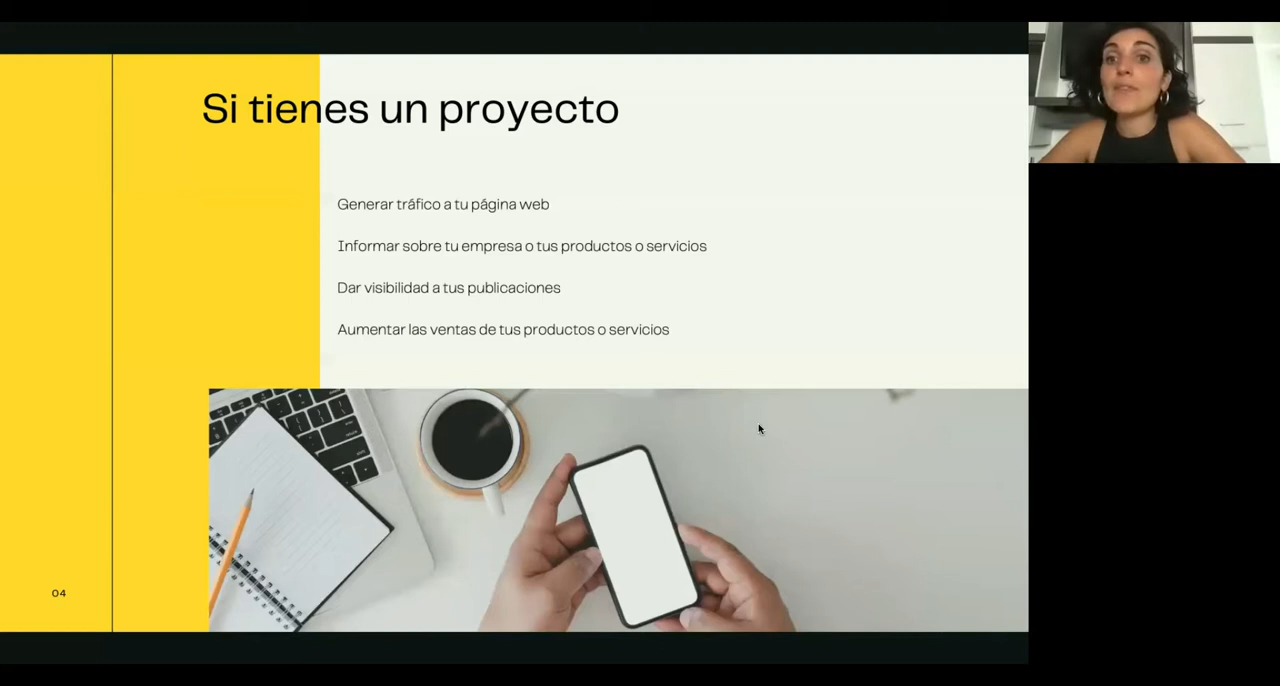 Si tienes un proyecto
Generar tráfico a tu página web
Informar sobre tu empresa o tus productos o servicios
Dar visibilidad a tus publicaciones
Aumentar las ventas de tus productos o servicios
04